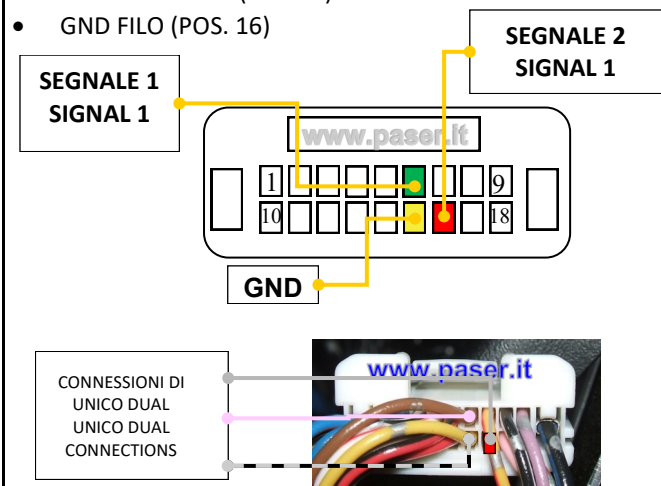 GND FILO (POS. 16)
SEGNALE 2
SIGNAL 1
SEGNALE 1
SIGNAL 1
www.paser.it
1
9
10
18
GND
www.paser.it
CONNESSIONI DI
UNICO DUAL
UNICO DUAL
CONNECTIONS